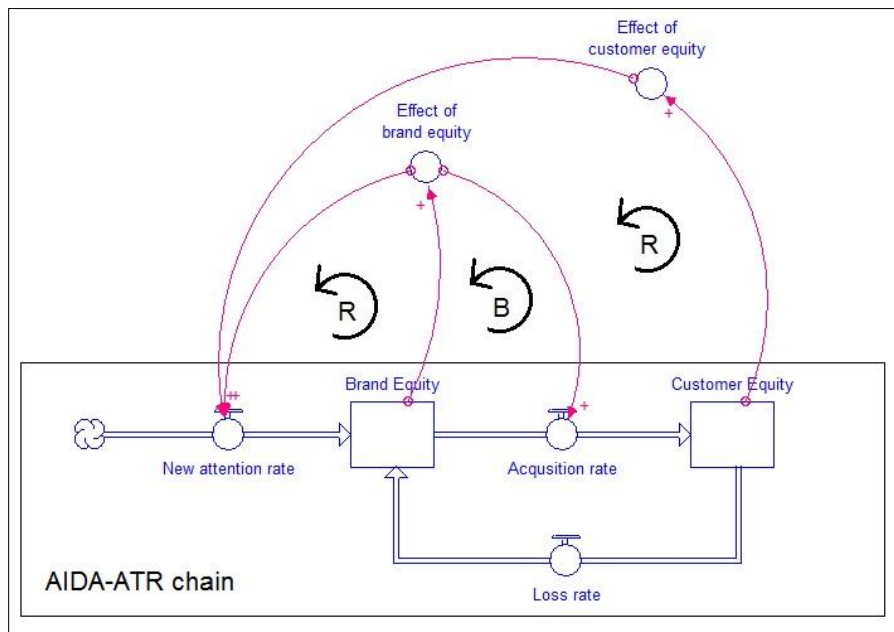 Effect of
customer equity
+
Effect of
brand equity
+
R
R
B
++
Brand Equity
+
Customer Equity
New attention rate
Acqusition rate
AIDA-ATR chain
Loss rate